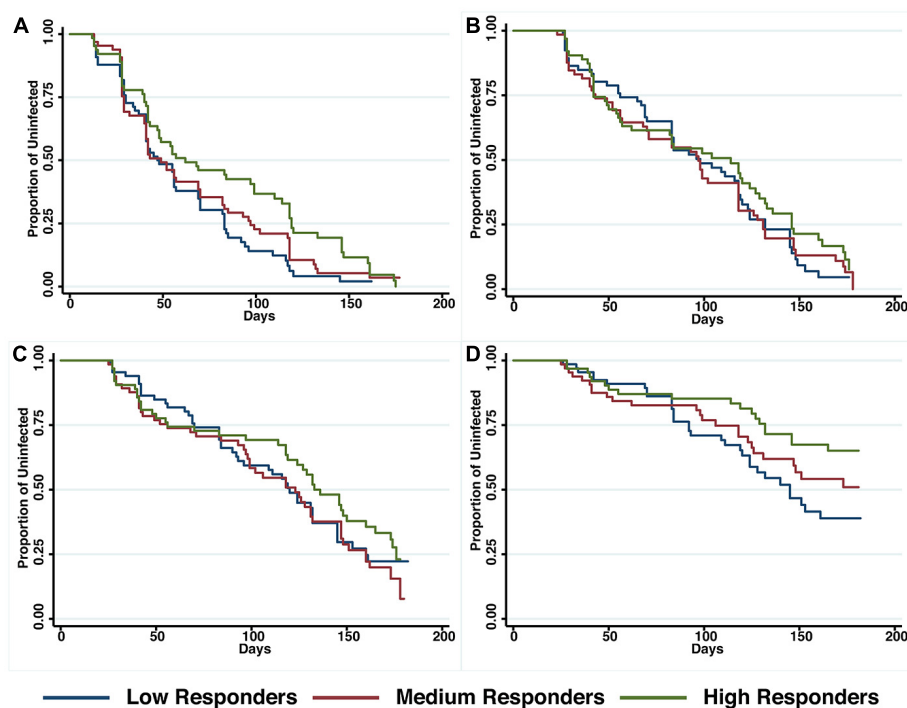 A
1.00
0.75
0.50
0.25
0.00
Proportion of Uninfected
0 50 100 150 200
Days
B
1.00
0.75
0.50
0.25
0.00
Proportion of Uninfected
0 50 100 150 200
Days
C
1.00
0.75
0.50
0.25
0.00
Proportion of Uninfected
0 50 100 150 200
Days
D
1.00
0.75
0.50
0.25
0.00
Proportion of Uninfected
0 50 100 150 200
Days
Low Responders Medium Responders High Responders